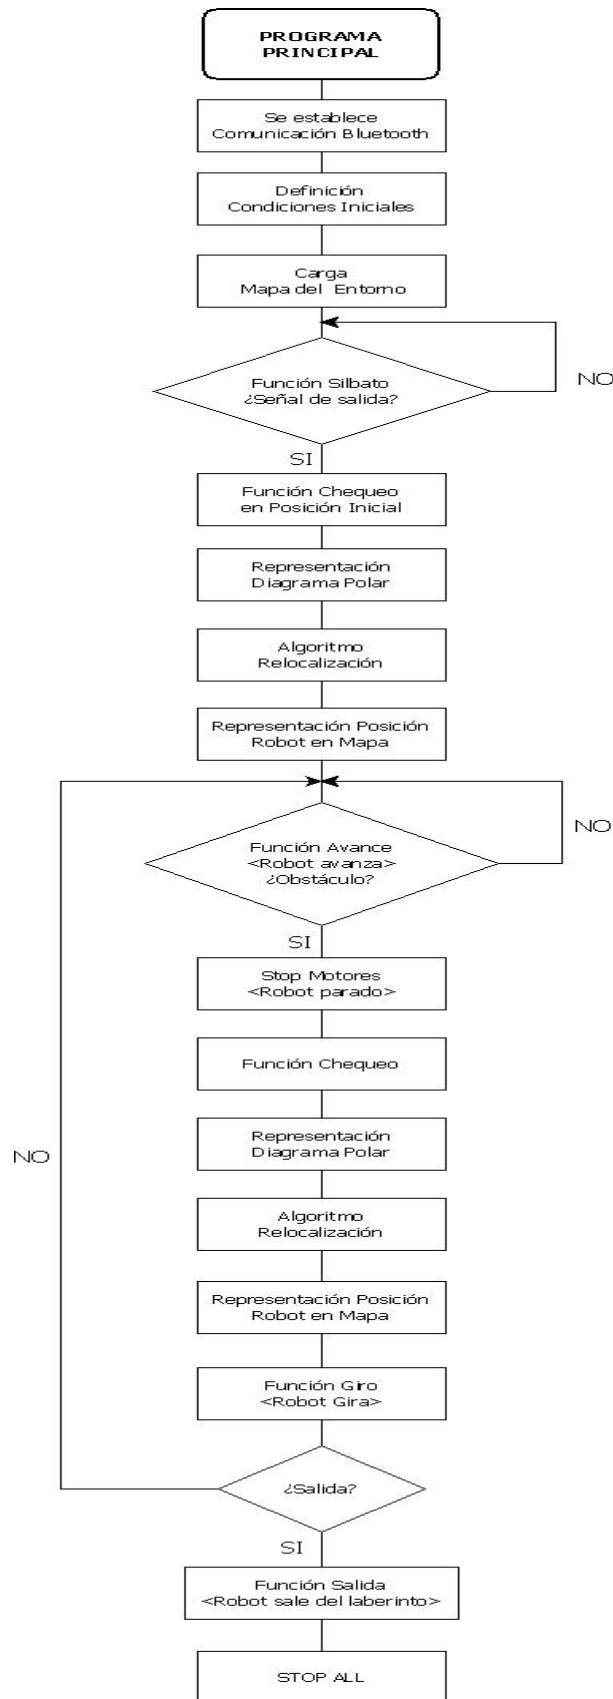 PROGRAMA
PRINCIPAL
Se establece
Comunicación Bluetooth
Definición
Condiciones Iniciales
Carga
Mapa del Entorno
Función Silbato
¿Señal de salida?
NO
SI
Función Chequeo
en Posición Inicial
Representación
Diagrama Polar
Algoritmo
Relocalización
Representación Posición
Robot en Mapa
Función Avance
<Robot avanza>
¿Obstáculo?
NO
SI
Stop Motores
<Robot parado>
Función Chequeo
Representación
Diagrama Polar
NO
Algoritmo
Relocalización
Representación Posición
Robot en Mapa
Función Giro
<Robot Gira>
¿Salida?
SI
Función Salida
<Robot sale del laberinto>
STOP ALL